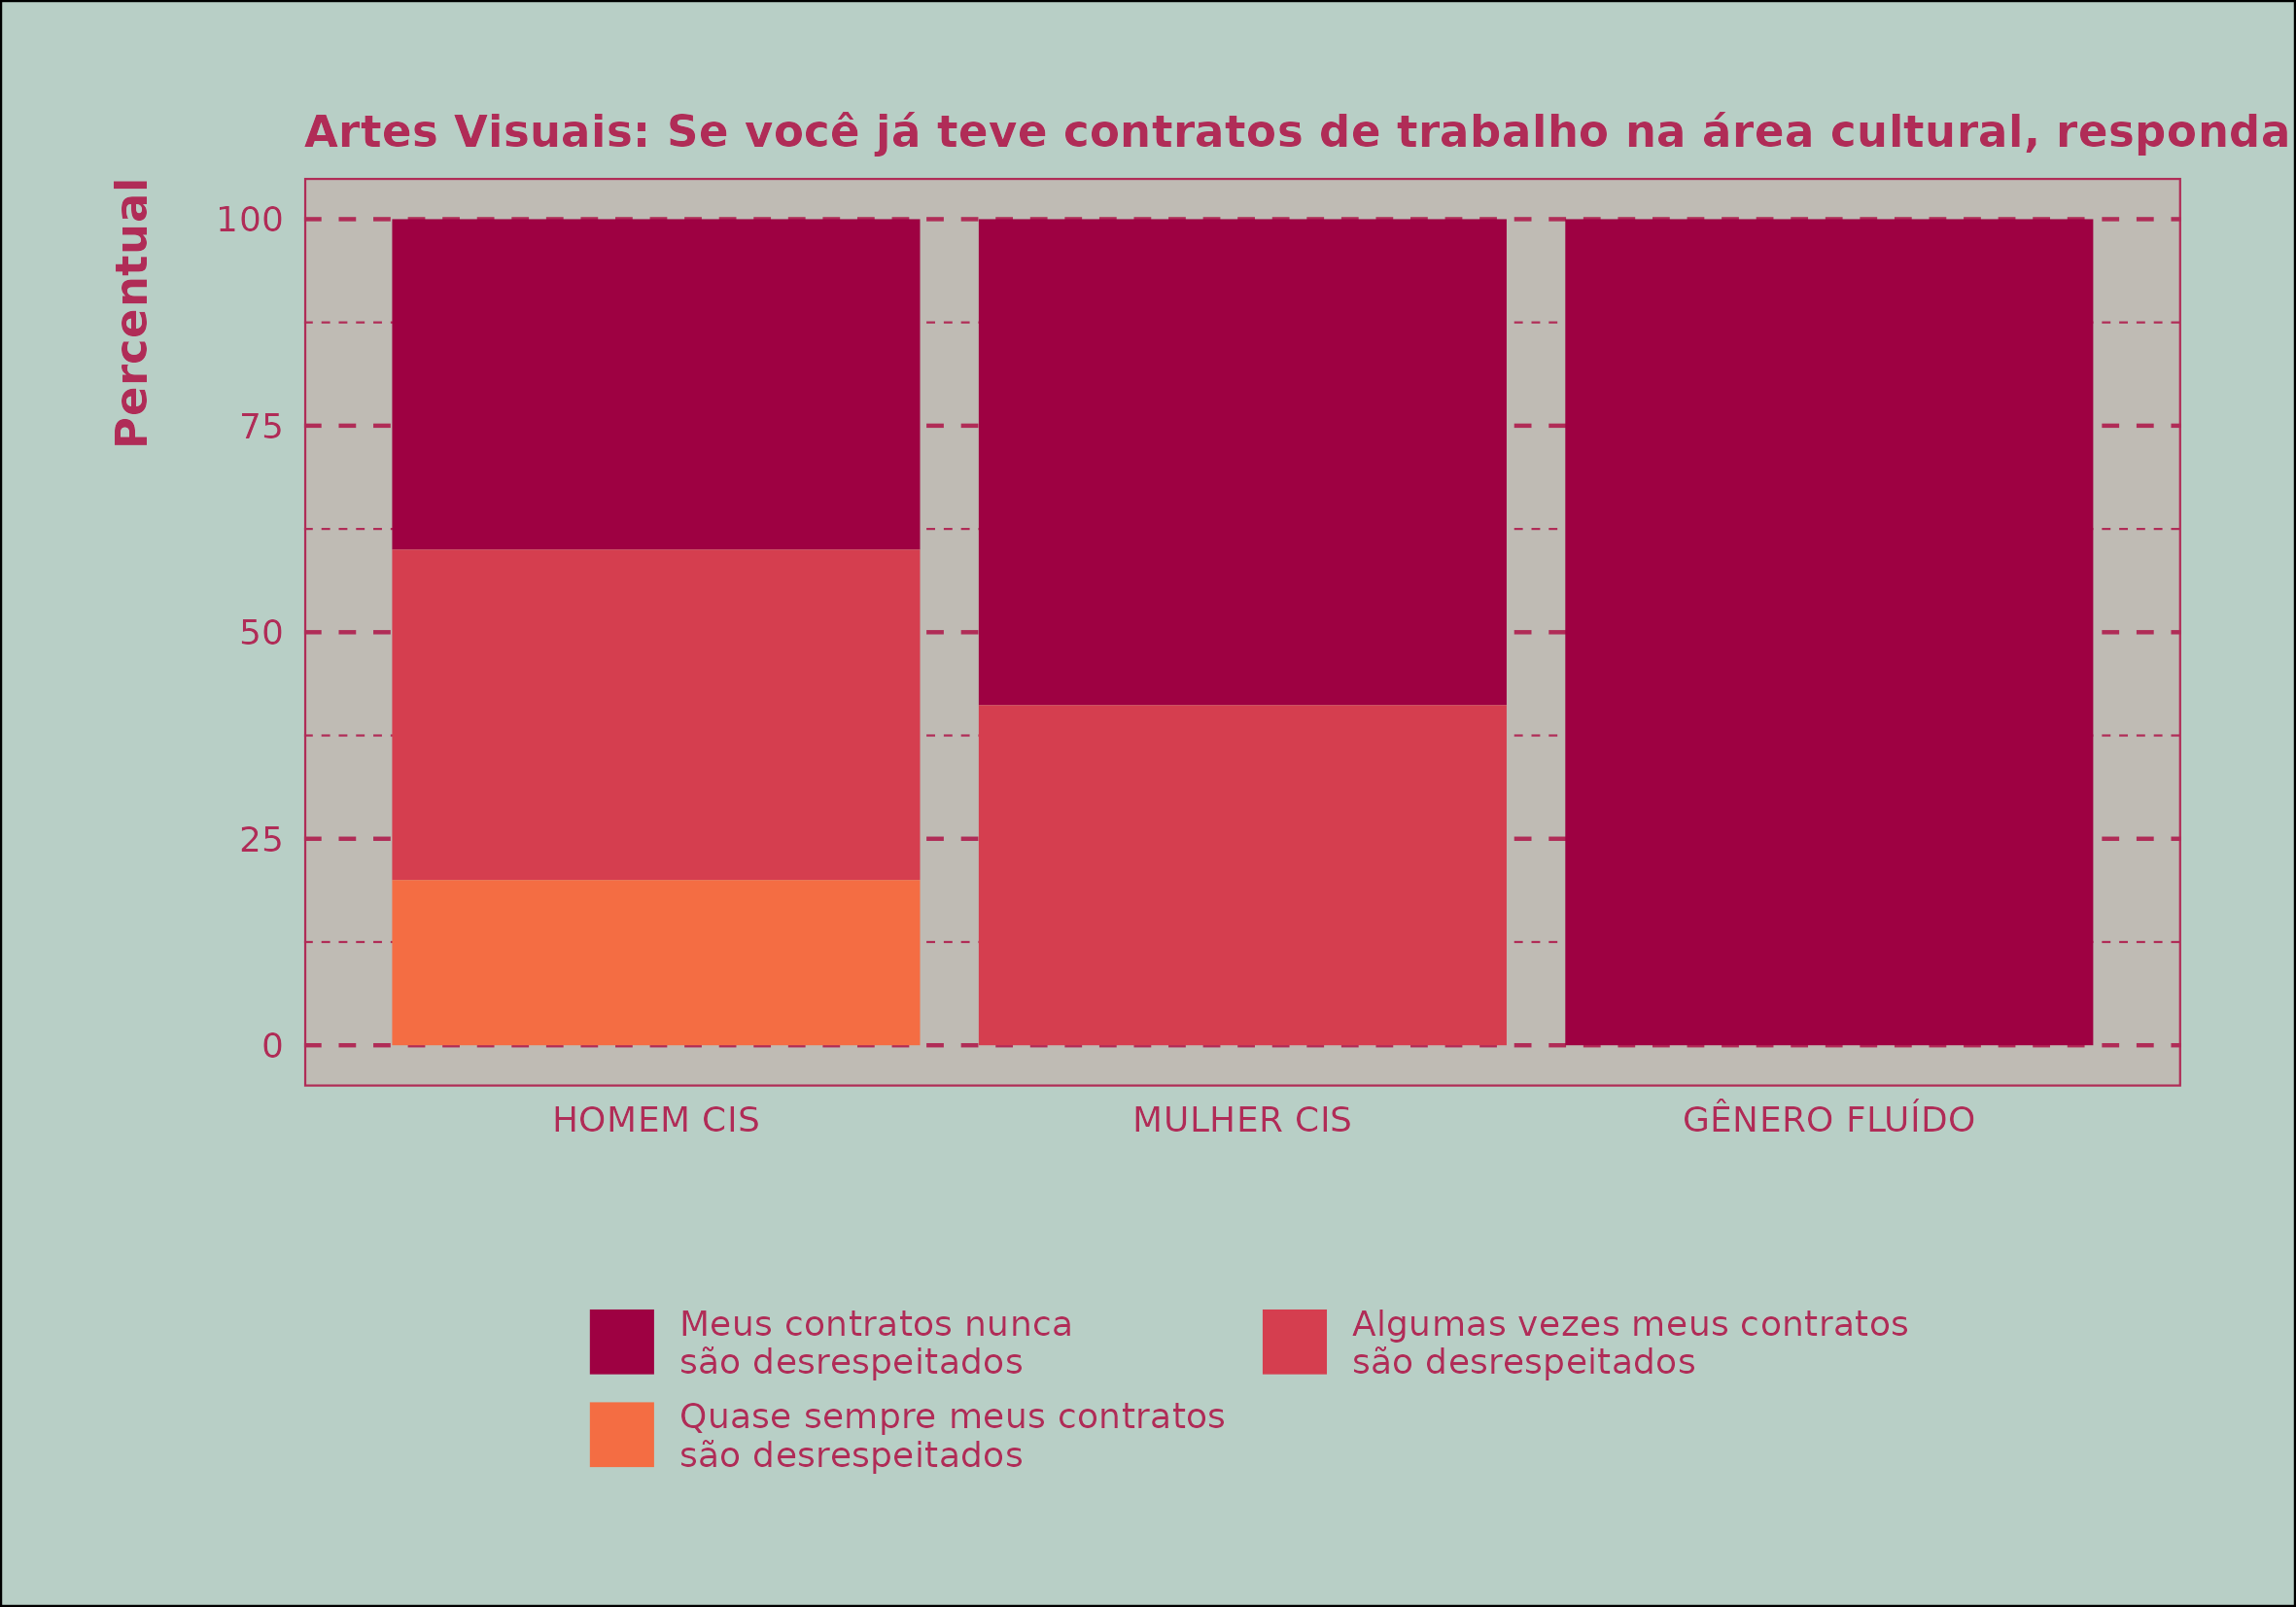 Artes Visuais: Se você já teve contratos de trabalho na área cultural, responda
Percentual
100
75
50
25
0
HOMEM CIS
MULHER CIS
GÊNERO FLUÍDO
Meus contratos nunca
são desrespeitados
Algumas vezes meus contratos
são desrespeitados
Quase sempre meus contratos
são desrespeitados